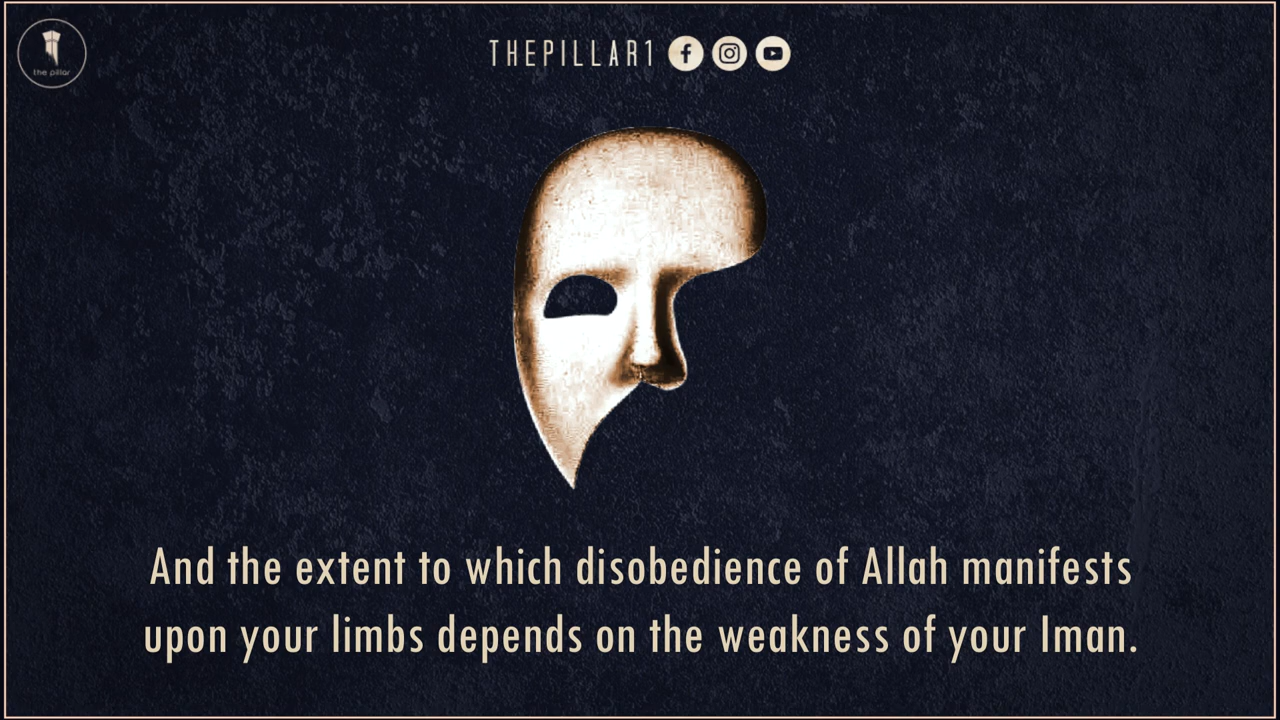 the pillar
THEPILLAR1
And the extent to which disobedience of Allah manifests
upon your limbs depends on the weakness of your Iman.